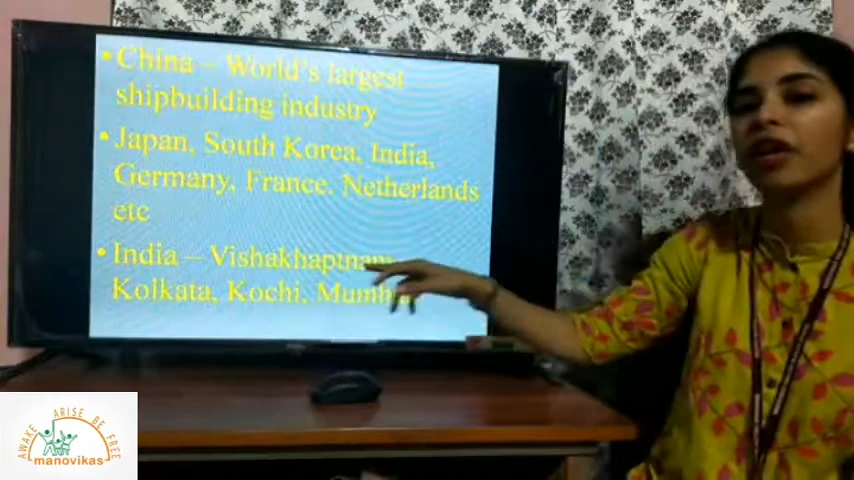 • China – World's largest
shipbuilding industry
• Japan, South Korea, India,
Germany, France, Netherlands
etc
• India – Vishakhaptnam
Kolkata, Kochi, Mumbai
AWAKE ARISE BE FREE
manovikas